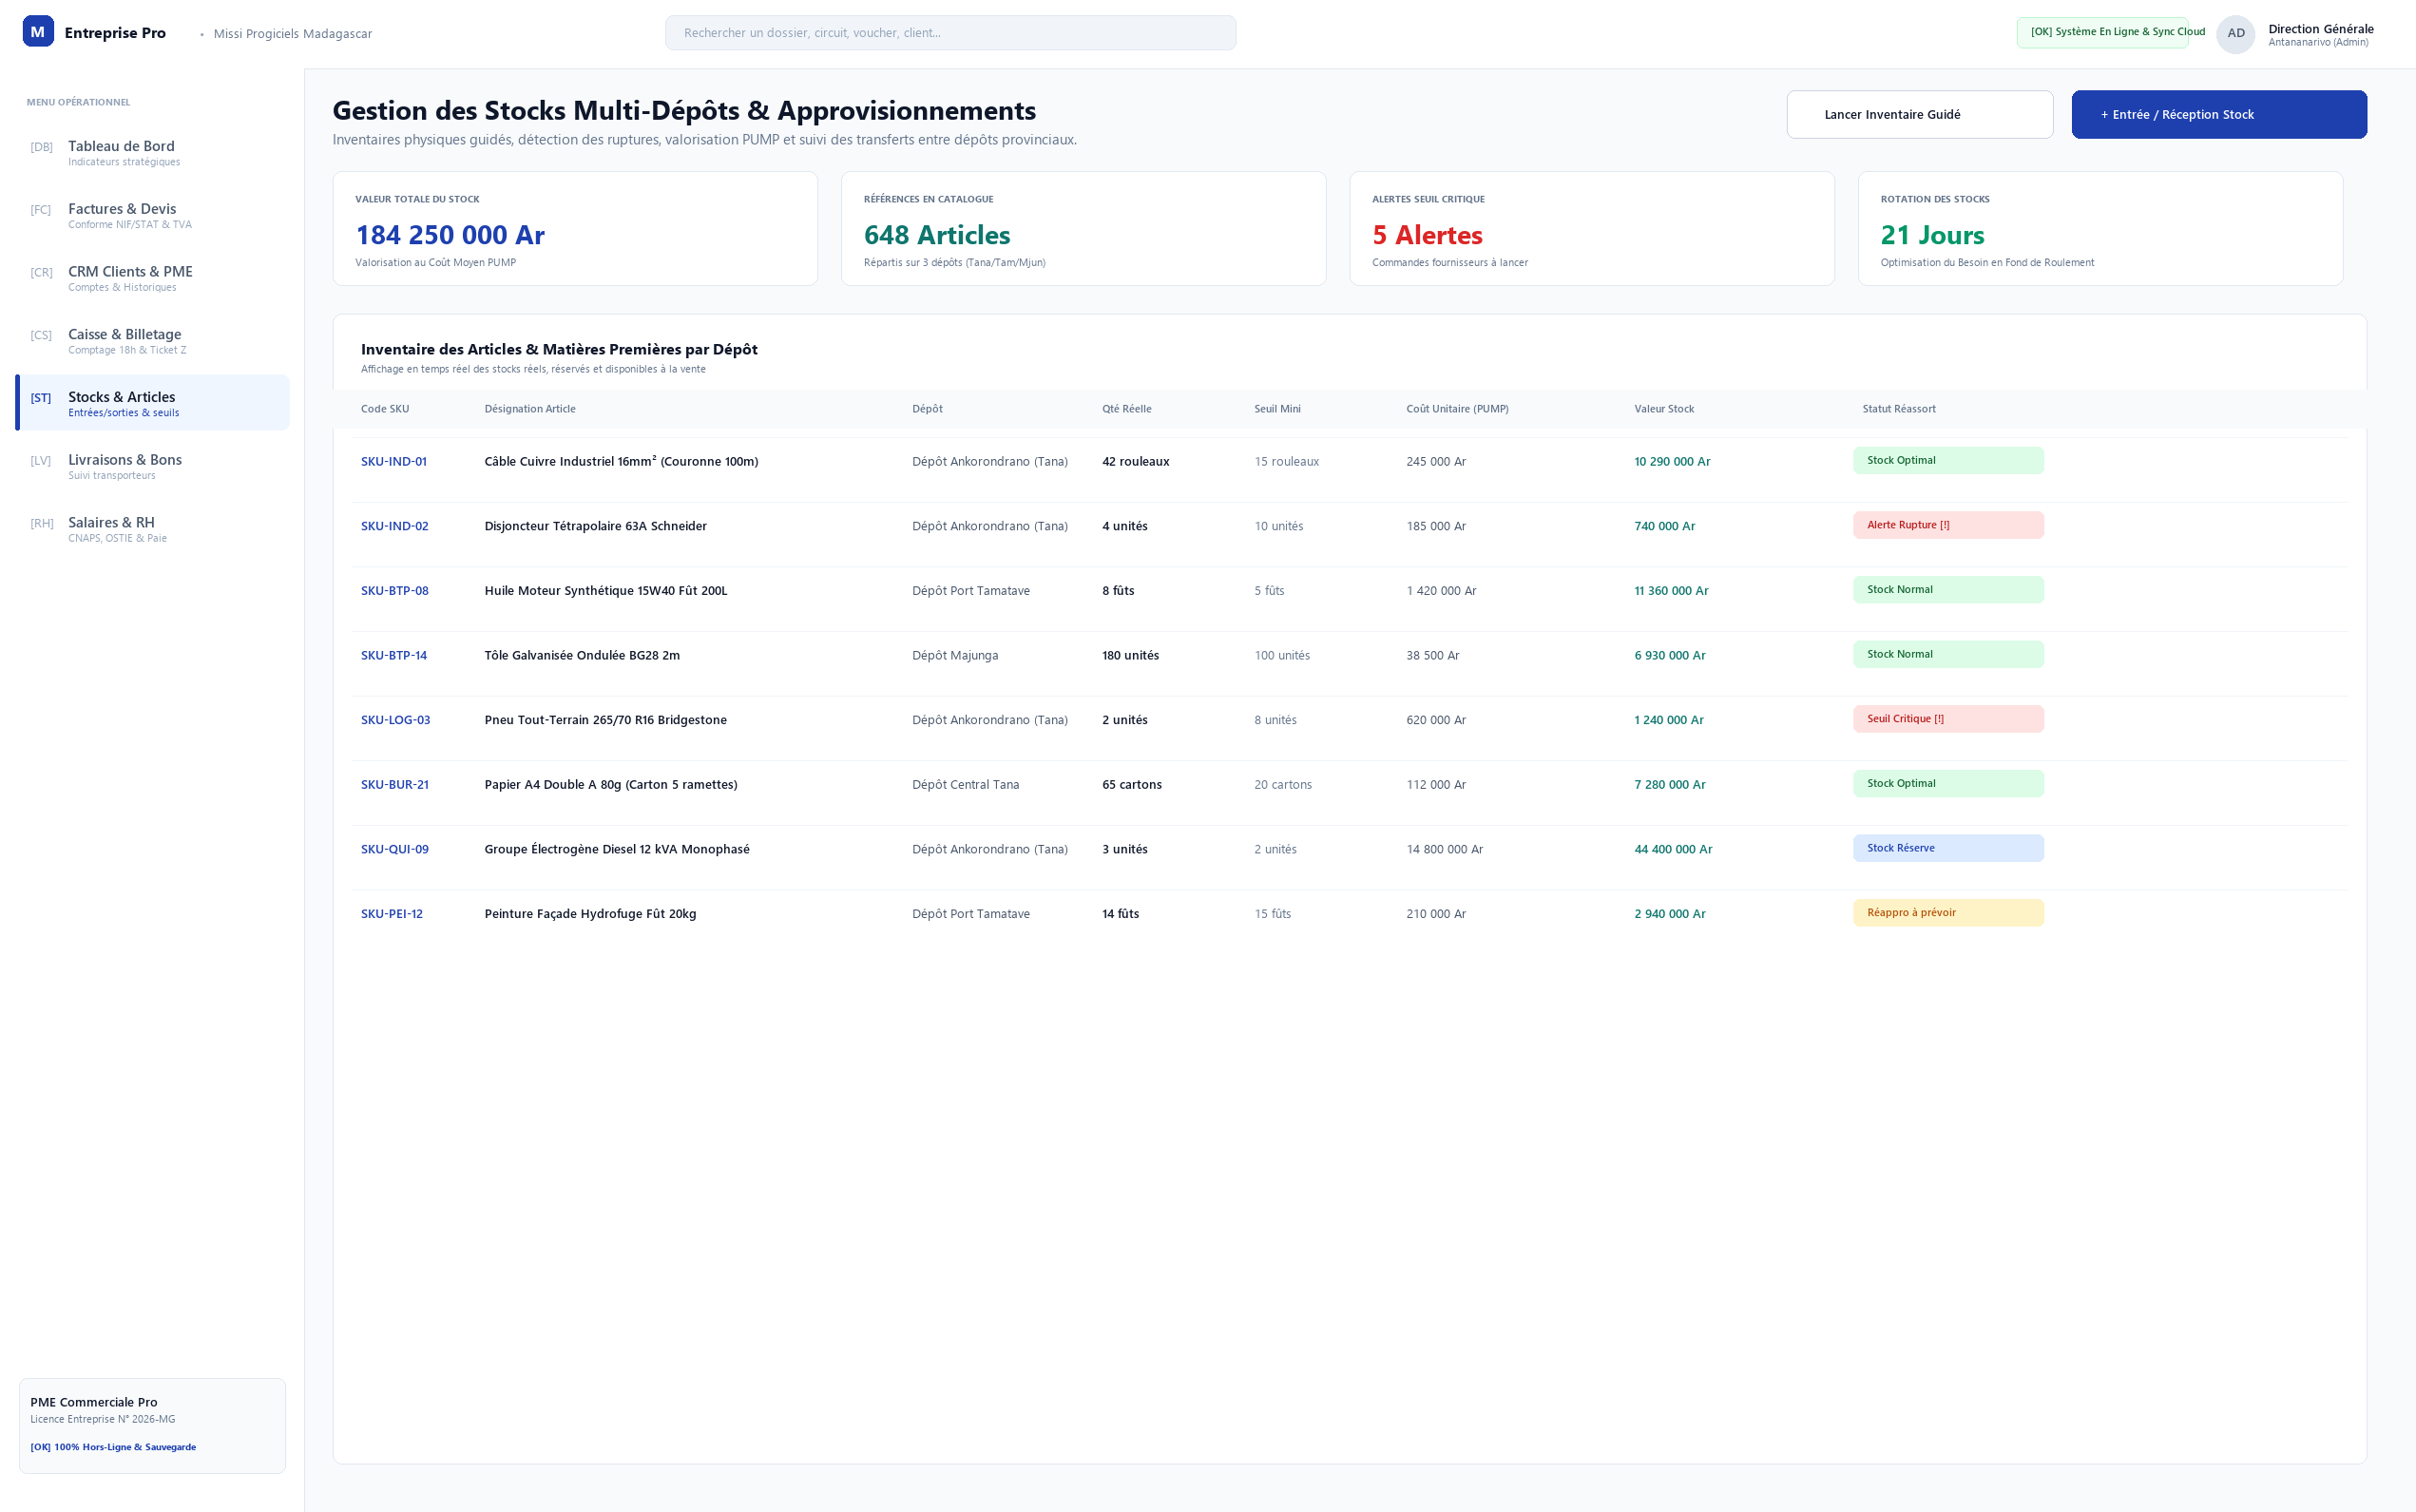 M Entreprise Pro • Missi Progiciels Madagascar
Rechercher un dossier, circuit, voucher, client...
[OK] Système En Ligne & Sync Cloud
AD
Direction Générale
Antananarivo (Admin)
MENU OPÉRATIONNEL
[DB] Tableau de Bord
Indicateurs stratégiques
[FC] Factures & Devis
Conforme NIF/STAT & TVA
[CR] CRM Clients & PME
Comptes & Historiques
[CS] Caisse & Billetage
Comptage 18h & Ticket Z
[ST] Stocks & Articles
Entrées/sorties & seuils
[LV] Livraisons & Bons
Suivi transporteurs
[RH] Salaires & RH
CNAPS, OSTIE & Paie
PME Commerciale Pro
Licence Entreprise N° 2026-MG
[OK] 100% Hors-Ligne & Sauvegarde
Gestion des Stocks Multi-Dépôts & Approvisionnements
Inventaires physiques guidés, détection des ruptures, valorisation PUMP et suivi des transferts entre dépôts provinciaux.
Lancer Inventaire Guidé
+ Entrée / Réception Stock
VALEUR TOTALE DU STOCK
184 250 000 Ar
Valorisation au Coût Moyen PUMP
RÉFÉRENCES EN CATALOGUE
648 Articles
Répartis sur 3 dépôts (Tana/Tam/Mjun)
ALERTES SEUIL CRITIQUE
5 Alertes
Commandes fournisseurs à lancer
ROTATION DES STOCKS
21 Jours
Optimisation du Besoin en Fond de Roulement
Inventaire des Articles & Matières Premières par Dépôt
Affichage en temps réel des stocks réels, réservés et disponibles à la vente
Code SKU Désignation Article Dépôt Qté Réelle Seuil Mini Coût Unitaire (PUMP) Valeur Stock Statut Réassort
SKU-IND-01 Câble Cuivre Industriel 16mm² (Couronne 100m) Dépôt Ankorondrano (Tana) 42 rouleaux 15 rouleaux 245 000 Ar 10 290 000 Ar Stock Optimal
SKU-IND-02 Disjoncteur Tétrapolaire 63A Schneider Dépôt Ankorondrano (Tana) 4 unités 10 unités 185 000 Ar 740 000 Ar Alerte Rupture [!]
SKU-BTP-08 Huile Moteur Synthétique 15W40 Fût 200L Dépôt Port Tamatave 8 fûts 5 fûts 1 420 000 Ar 11 360 000 Ar Stock Normal
SKU-BTP-14 Tôle Galvanisée Ondulée BG28 2m Dépôt Majunga 180 unités 100 unités 38 500 Ar 6 930 000 Ar Stock Normal
SKU-LOG-03 Pneu Tout-Terrain 265/70 R16 Bridgestone Dépôt Ankorondrano (Tana) 2 unités 8 unités 620 000 Ar 1 240 000 Ar Seuil Critique [!]
SKU-BUR-21 Papier A4 Double A 80g (Carton 5 ramettes) Dépôt Central Tana 65 cartons 20 cartons 112 000 Ar 7 280 000 Ar Stock Optimal
SKU-QUI-09 Groupe Électrogène Diesel 12 kVA Monophasé Dépôt Ankorondrano (Tana) 3 unités 2 unités 14 800 000 Ar 44 400 000 Ar Stock Réserve
SKU-PEI-12 Peinture Façade Hydrofuge Fût 20kg Dépôt Port Tamatave 14 fûts 15 fûts 210 000 Ar 2 940 000 Ar Réappro à prévoir